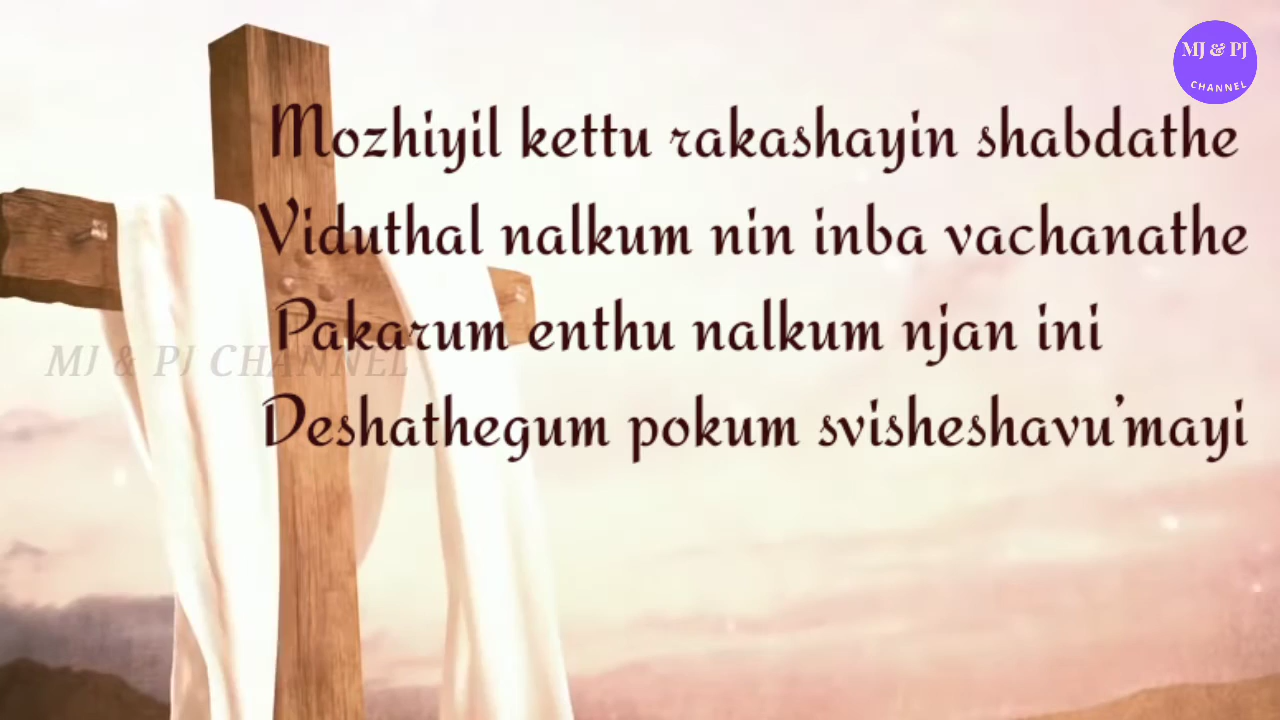 MJ & PJ
CHANNEL
Mozhiyil kettu rakashayin shabdathe
Viduthal nalkum nin inba vachanathe
Pakarum enthu nalkum njan ini
MJ & PJ CHANNEL
Deshathegum pokum svisheshavu'mayi